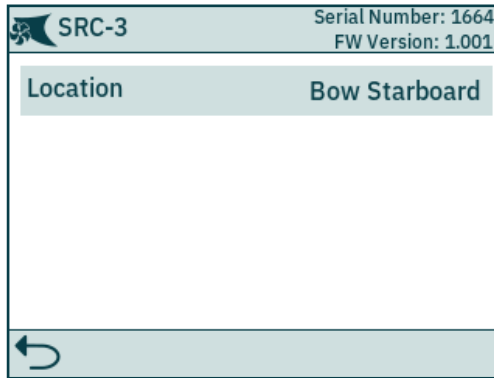 SRC-3
Serial Number: 1664
FW Version: 1.001
Location
Bow Starboard